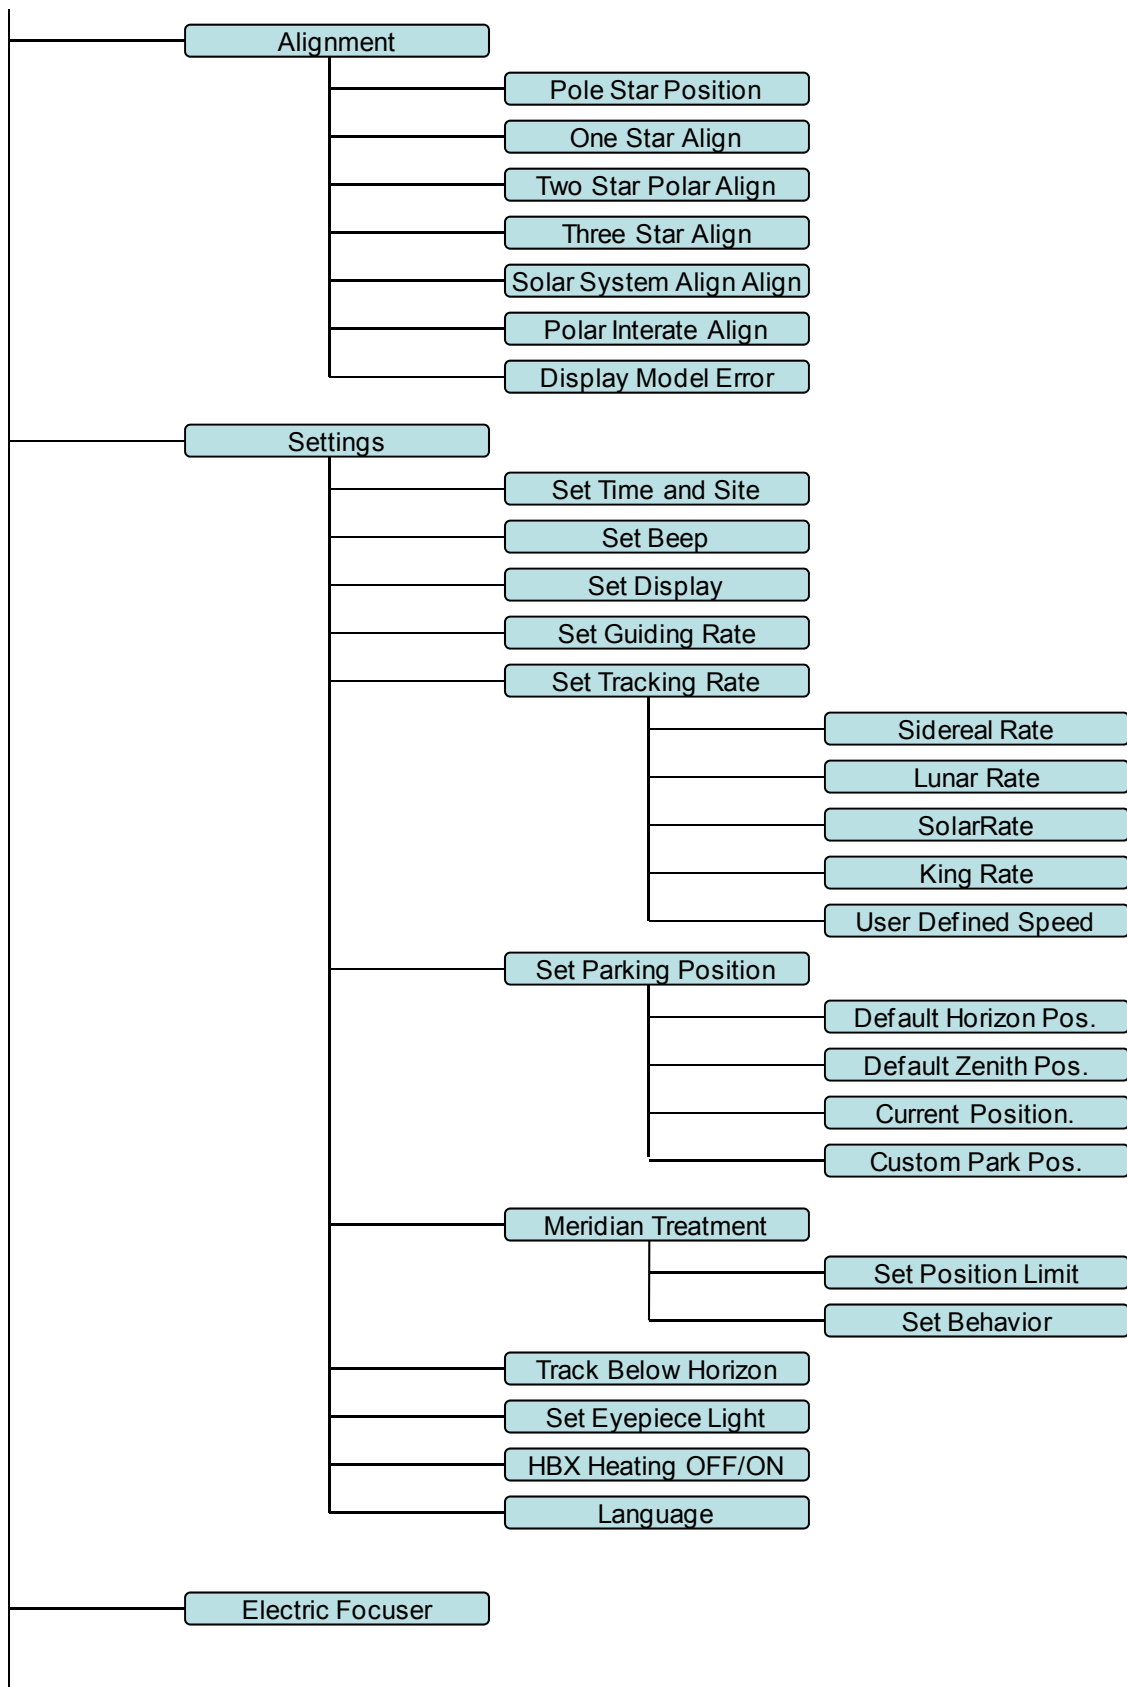 Alignment
Pole Star Position
One Star Align
Two Star Polar Align
Three Star Align
Solar System Align Align
Polar Interate Align
Display Model Error
Settings
Set Time and Site
Set Beep
Set Display
Set Guiding Rate
Set Tracking Rate
Sidereal Rate
Lunar Rate
SolarRate
King Rate
User Defined Speed
Set Parking Position
Default Horizon Pos.
Default Zenith Pos.
Current Position.
Custom Park Pos.
Meridian Treatment
Set Position Limit
Set Behavior
Track Below Horizon
Set Eyepiece Light
HBX Heating OFF/ON
Language
Electric Focuser